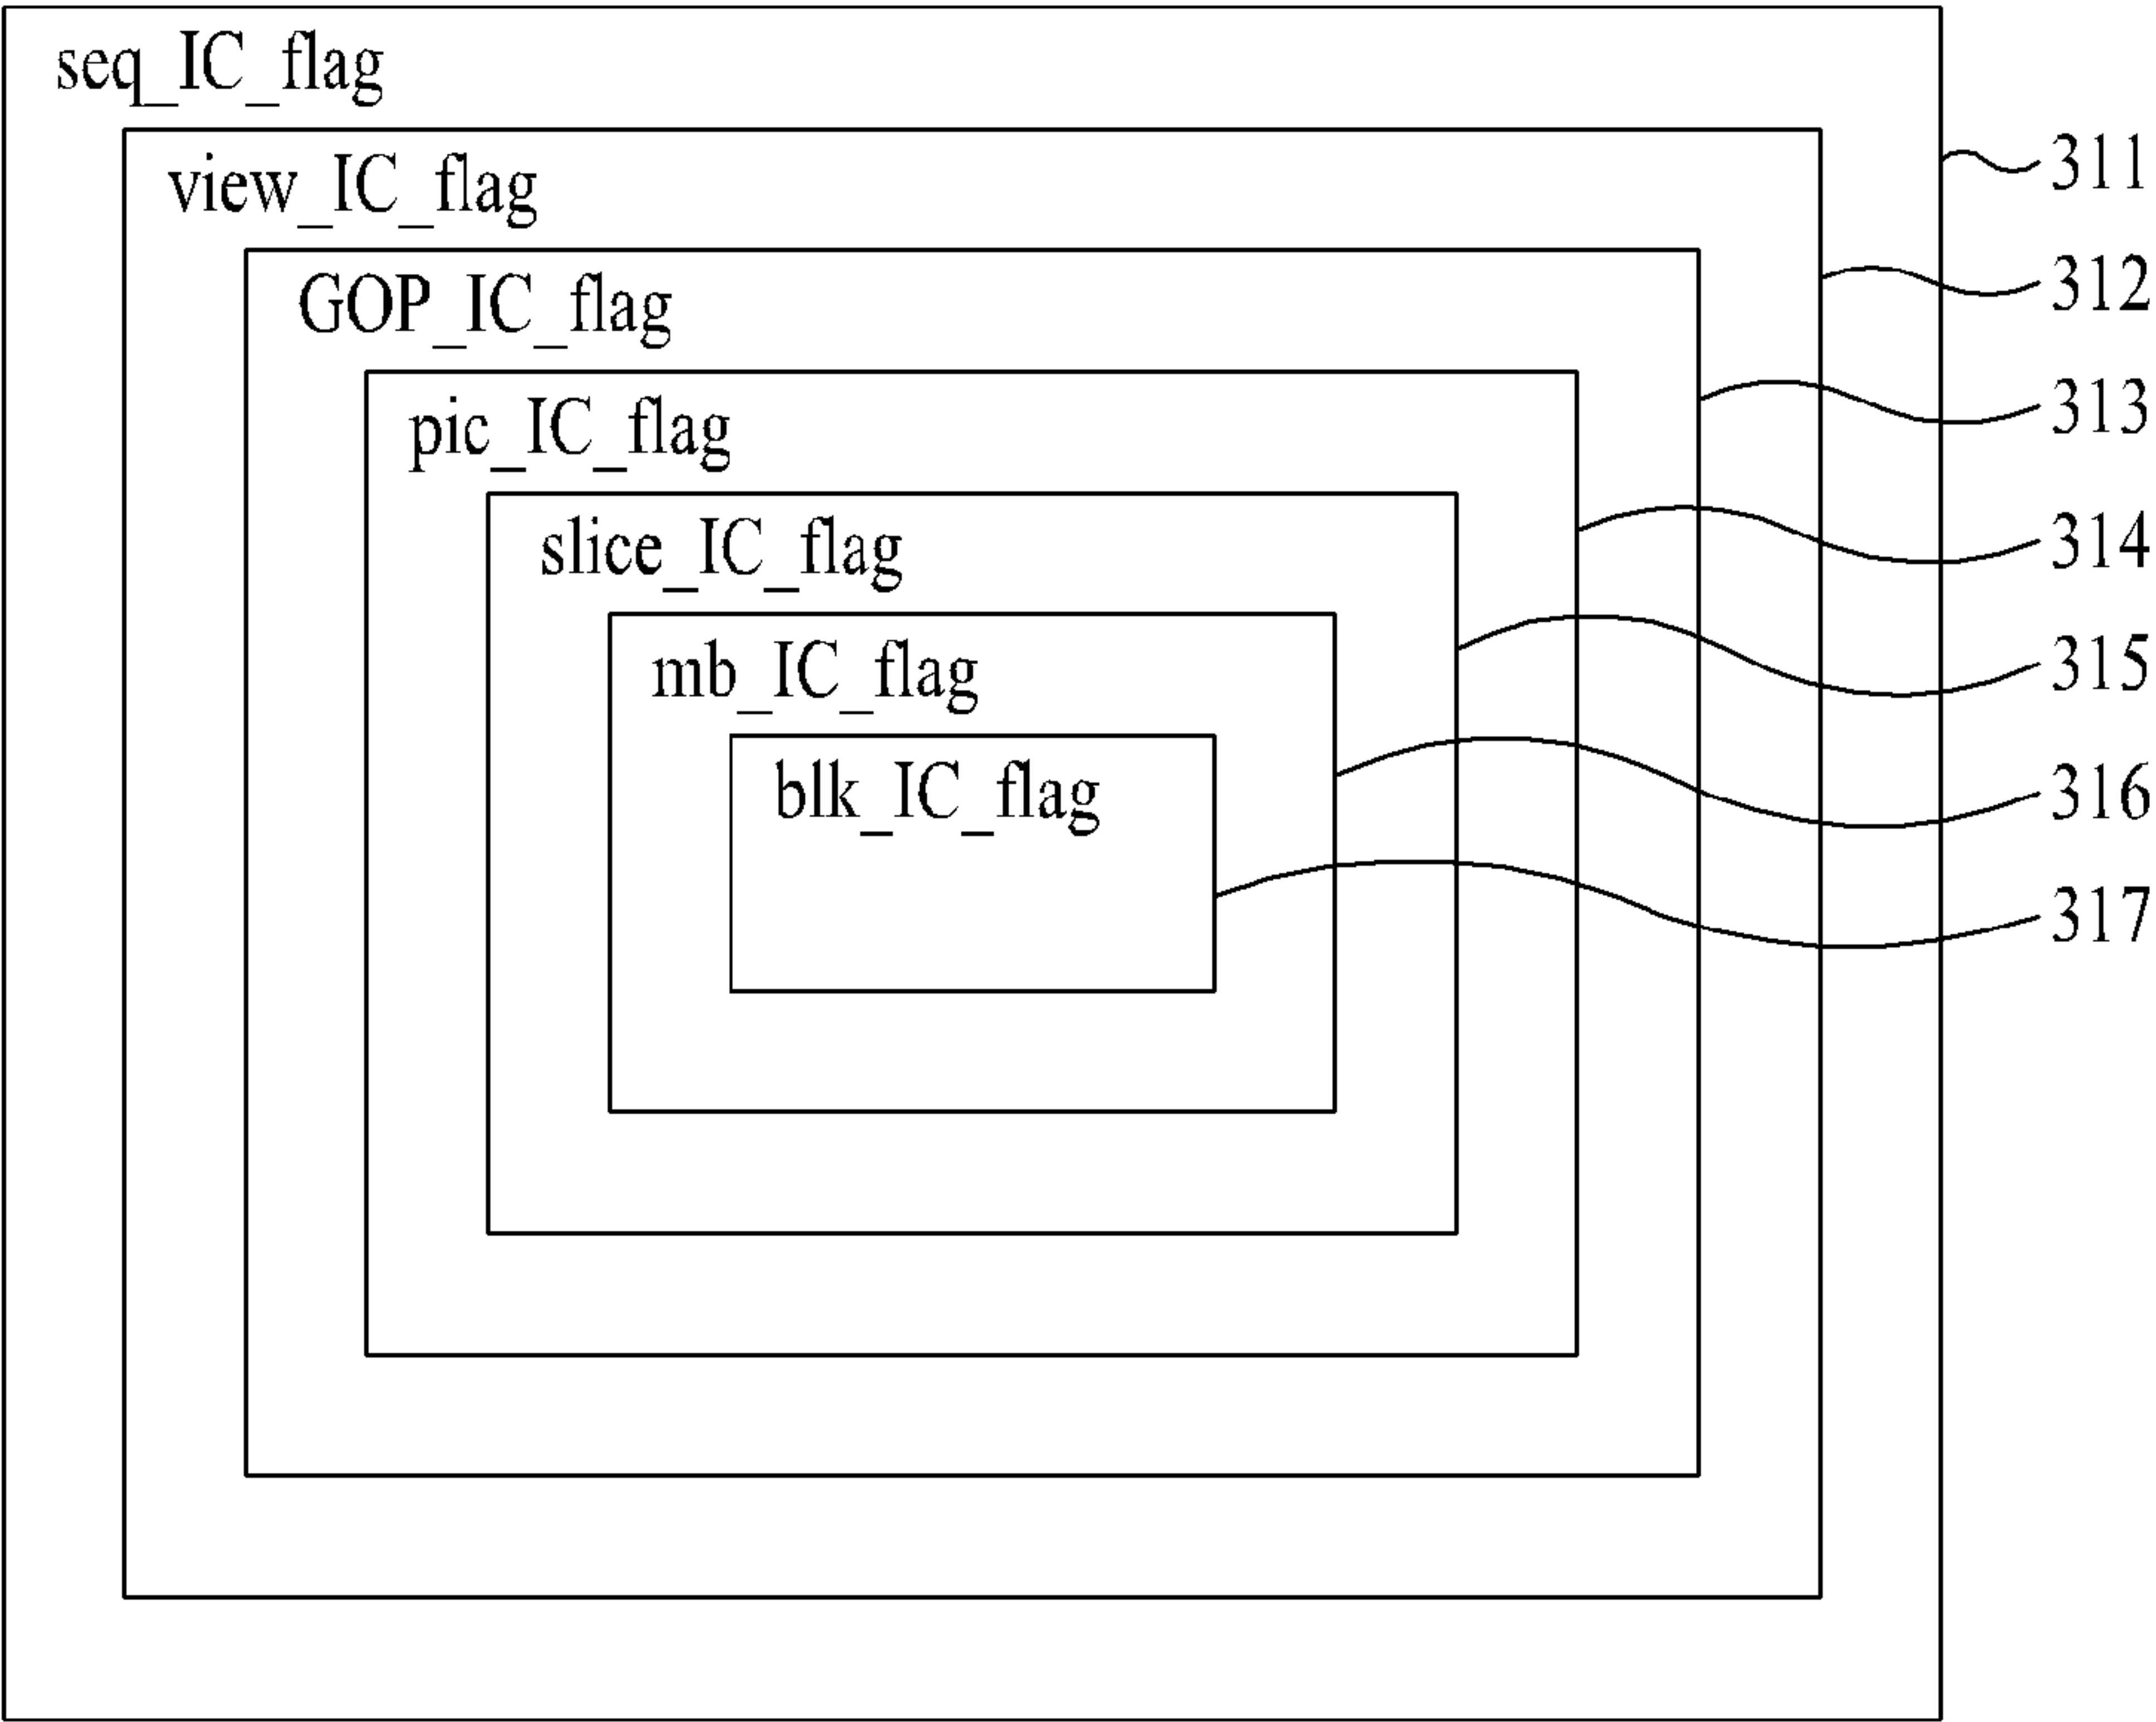 seq_IC_flag
311
view_IC_flag
312
GOP_IC_flag
313
pic_IC_flag
314
slice_IC_flag
315
mb_IC_flag
316
blk_IC_flag
317